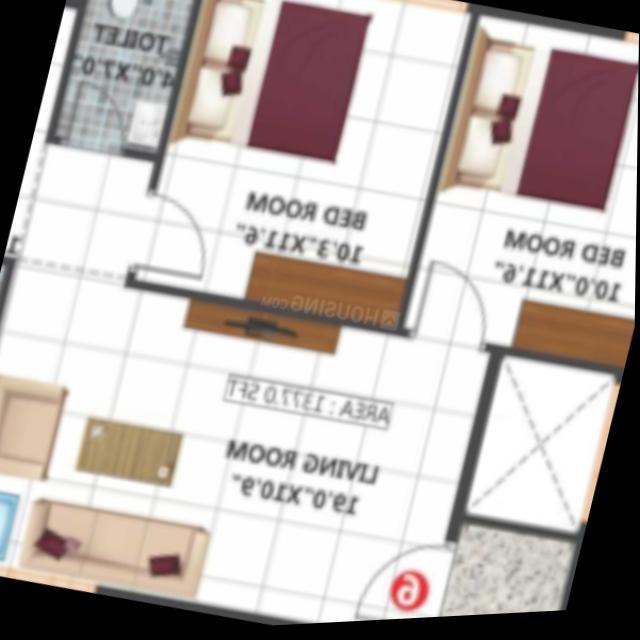 TOILET
4.0"X7.0"
BED ROOM
10.3"X11.6"
BED ROOM
10.0"X11.6"
HOUSING.COM
AREA : 1377.0 SFT
LIVING ROOM
19.0"X10.9"
6